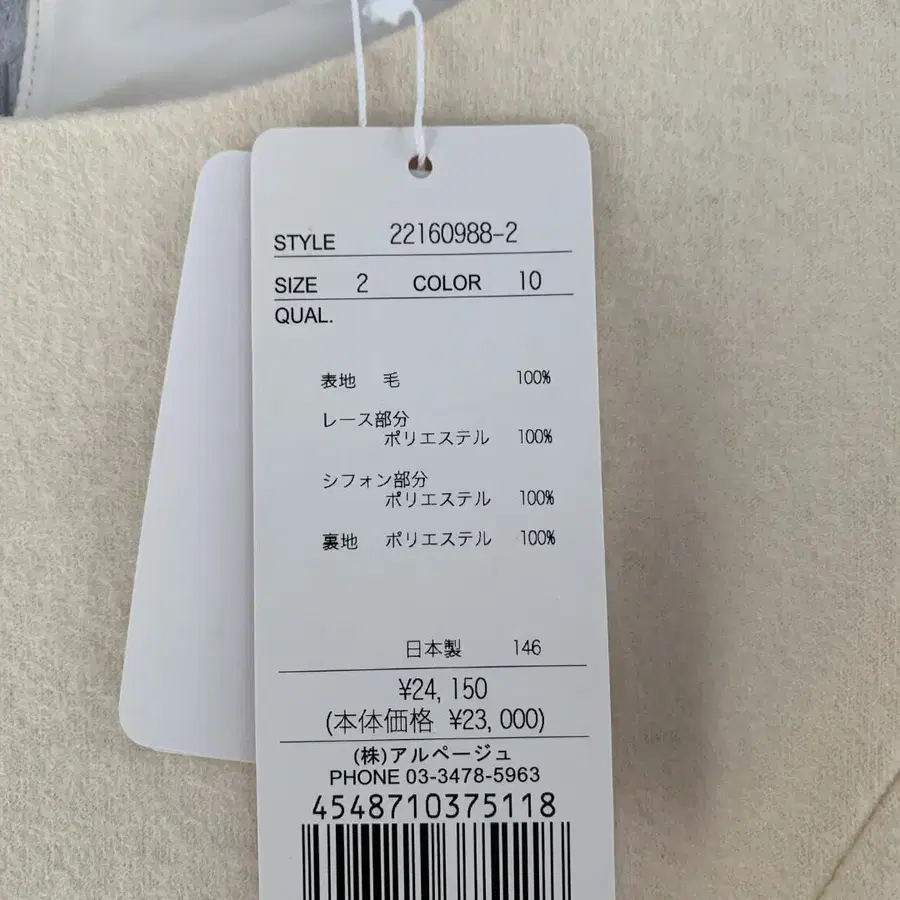 STYLE 22160988-2
SIZE 2 COLOR 10
QUAL.
表地 毛 100%
レース部分
ポリエステル 100%
シフォン部分
ポリエステル 100%
裏地 ポリエステル 100%
日本製 146
¥24,150
(本体価格 ¥23,000)
(株)アルページュ
PHONE 03-3478-5963
4548710375118